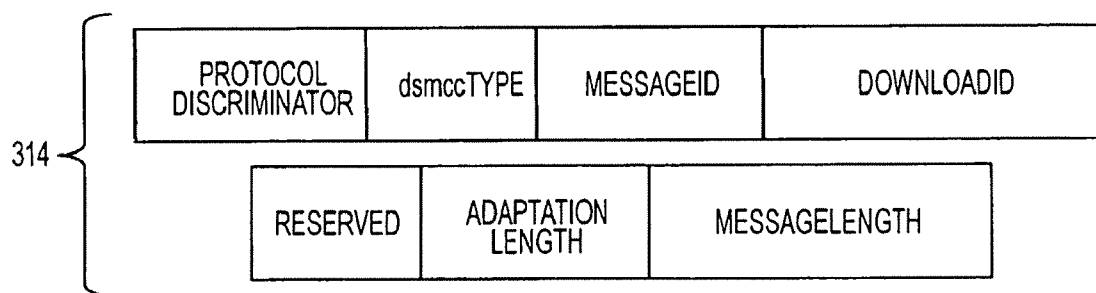 PROTOCOL
DISCRIMINATOR
dsmccTYPE
MESSAGEID
DOWNLOADID
314
RESERVED
ADAPTATION
LENGTH
MESSAGELENGTH